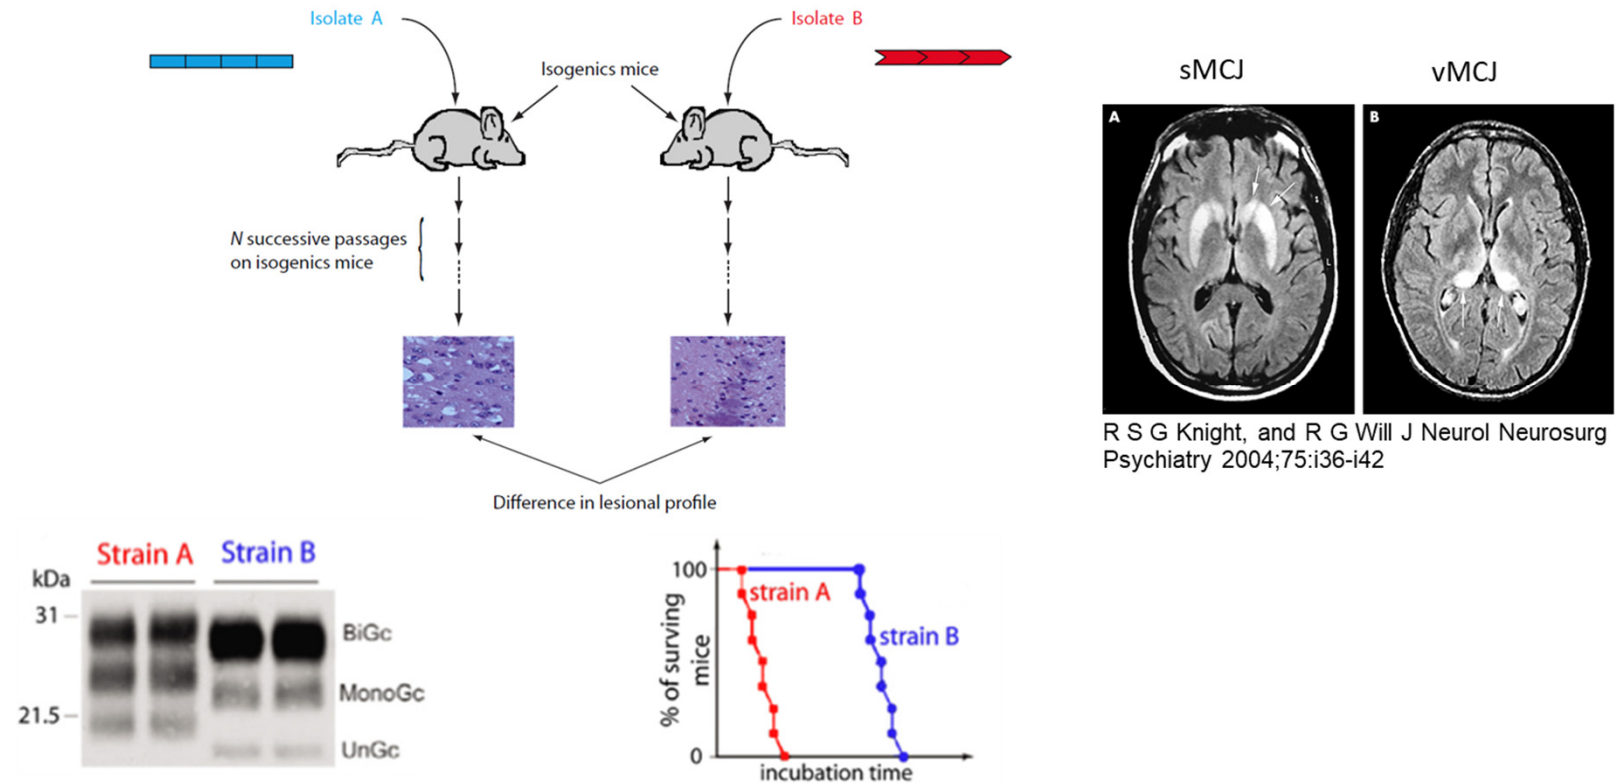 Isolate A
Isolate B
Isogenics mice
N successive passages
on isogenics mice
Difference in lesional profile
sMCJ
vMCJ
A
B
L
R S G Knight, and R G Will J Neurol Neurosurg
Psychiatry 2004;75:i36-i42
Strain A
Strain B
kDa
31
21.5
BiGc
MonoGc
UnGc
100
0
% of surviving
mice
strain A
strain B
incubation time